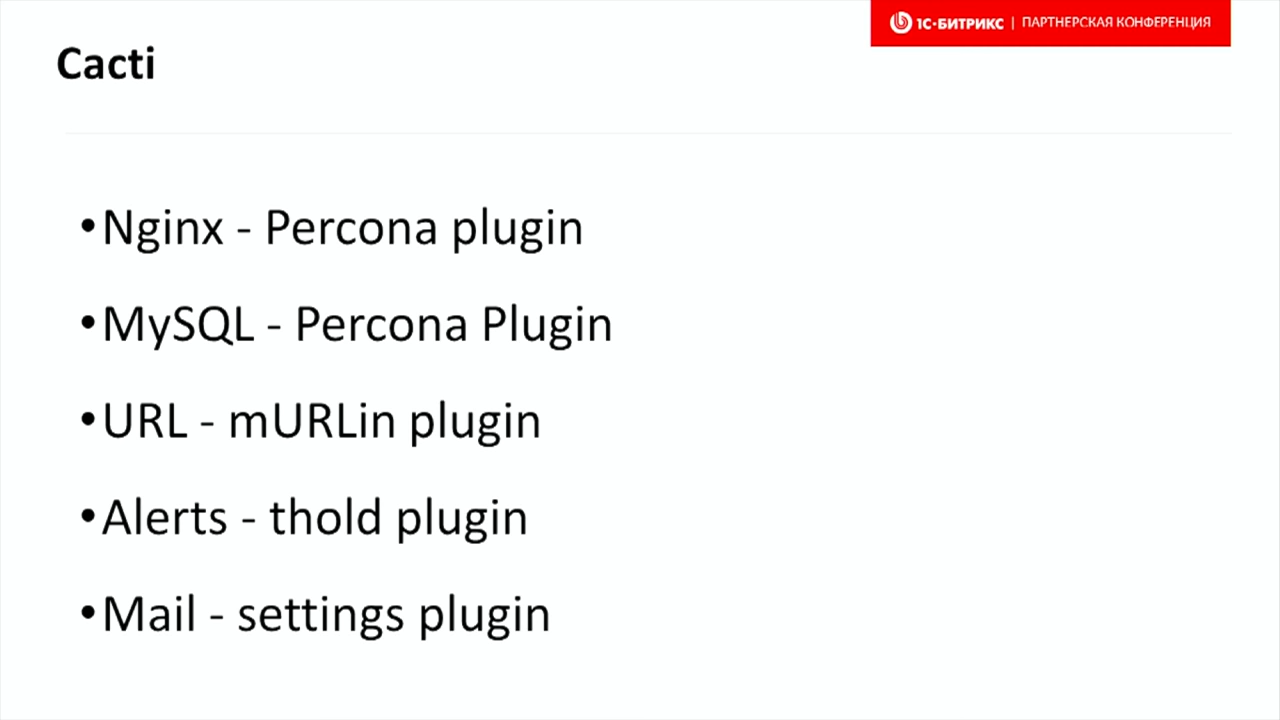 1С-БИТРИКС | ПАРТНЕРСКАЯ КОНФЕРЕНЦИЯ
Cacti
•Nginx - Percona plugin
•MySQL - Percona Plugin
•URL - mURLin plugin
•Alerts - thold plugin
•Mail - settings plugin